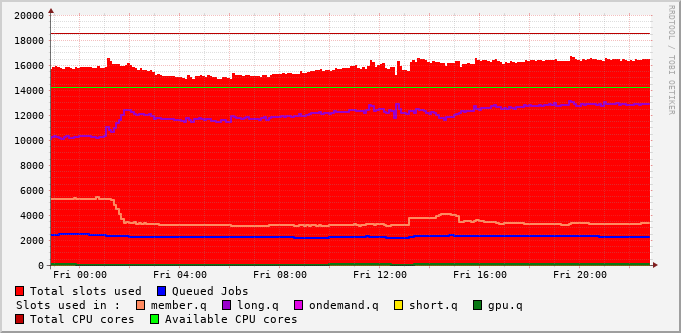 20000
18000
16000
14000
12000
10000
8000
6000
4000
2000
0
Fri 00:00 Fri 04:00 Fri 08:00 Fri 12:00 Fri 16:00 Fri 20:00
RRDTOOL / TOBI OETIKER
Total slots used Queued Jobs
Slots used in : member.q long.q ondemand.q short.q gpu.q
Total CPU cores Available CPU cores